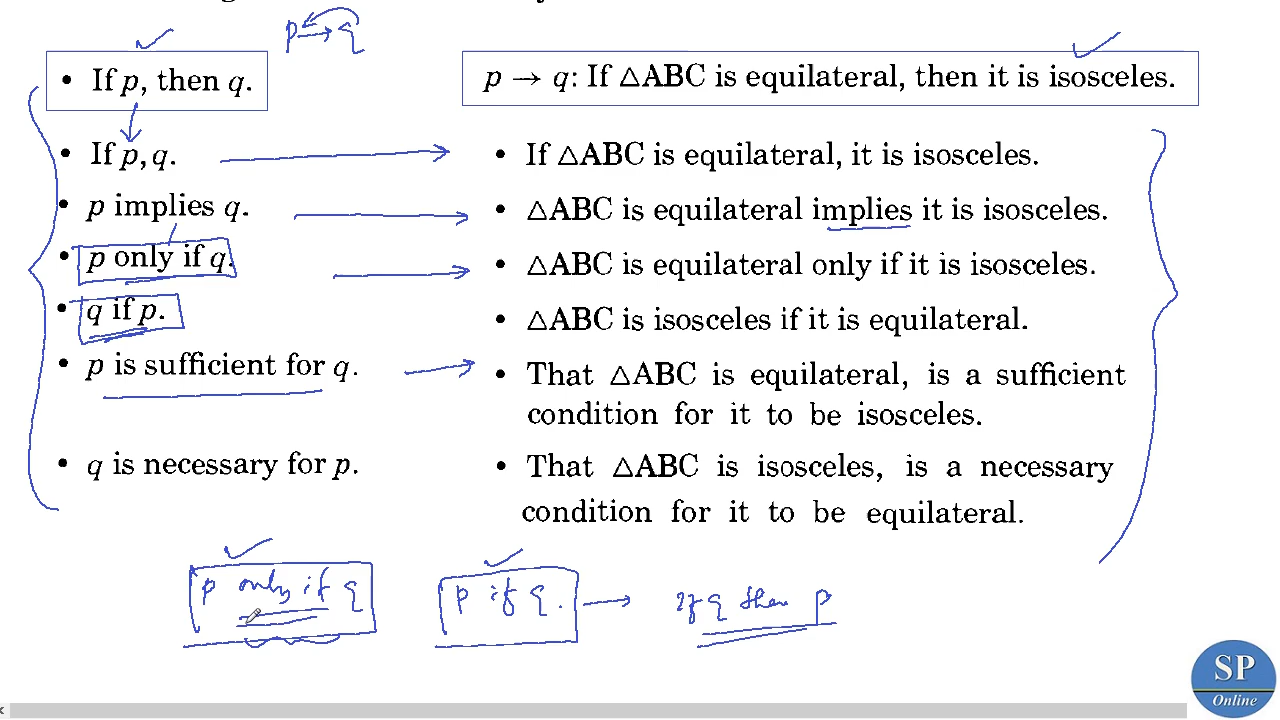 p → q
• If p, then q.
p → q: If △ABC is equilateral, then it is isosceles.
• If p, q.
• If △ABC is equilateral, it is isosceles.
• p implies q.
• △ABC is equilateral implies it is isosceles.
• p only if q.
• △ABC is equilateral only if it is isosceles.
• q if p.
• △ABC is isosceles if it is equilateral.
• p is sufficient for q.
• That △ABC is equilateral, is a sufficient
condition for it to be isosceles.
• q is necessary for p.
• That △ABC is isosceles, is a necessary
condition for it to be equilateral.
p only if q
p if q. → If q then p
SP
Online